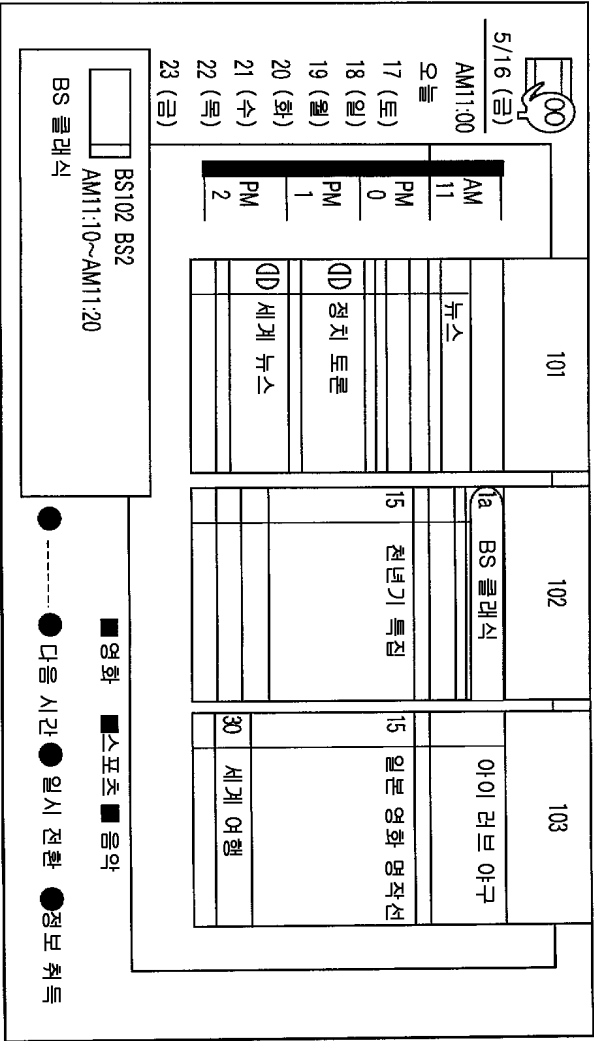 5/16 (금)
AM11:00
오늘
17 (토)
18 (일)
19 (월)
20 (화)
21 (수)
22 (목)
23 (금)
AM
11
PM
0
PM
1
PM
2
101
뉴스
정치 토론
세계 뉴스
102
1a BS 클래식
15 천년기 특집
103
아이 러브 야구
15 일본 영화 명작선
30 세계 여행
BS102 BS2
AM11:10~AM11:20
BS 클래식
영화 스포츠 음악
다음 시간 일시 전환 정보 취득